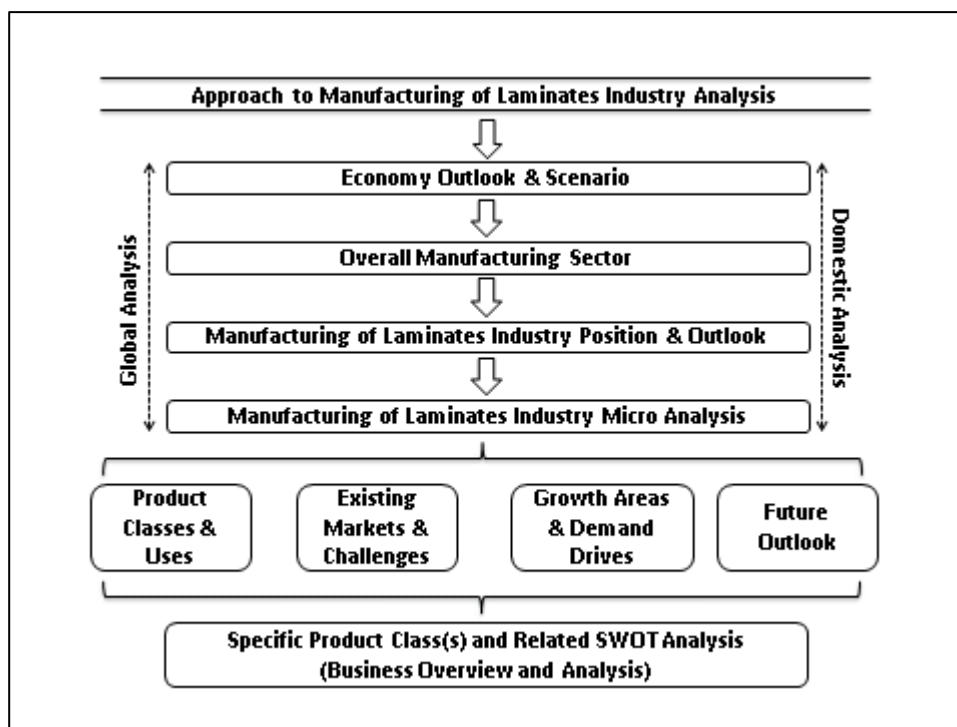 Approach to Manufacturing of Laminates Industry Analysis
Economy Outlook & Scenario
Overall Manufacturing Sector
Manufacturing of Laminates Industry Position & Outlook
Manufacturing of Laminates Industry Micro Analysis
Global Analysis
Domestic Analysis
Product
Classes &
Uses
Existing
Markets &
Challenges
Growth Areas
& Demand
Drives
Future
Outlook
Specific Product Class(s) and Related SWOT Analysis
(Business Overview and Analysis)